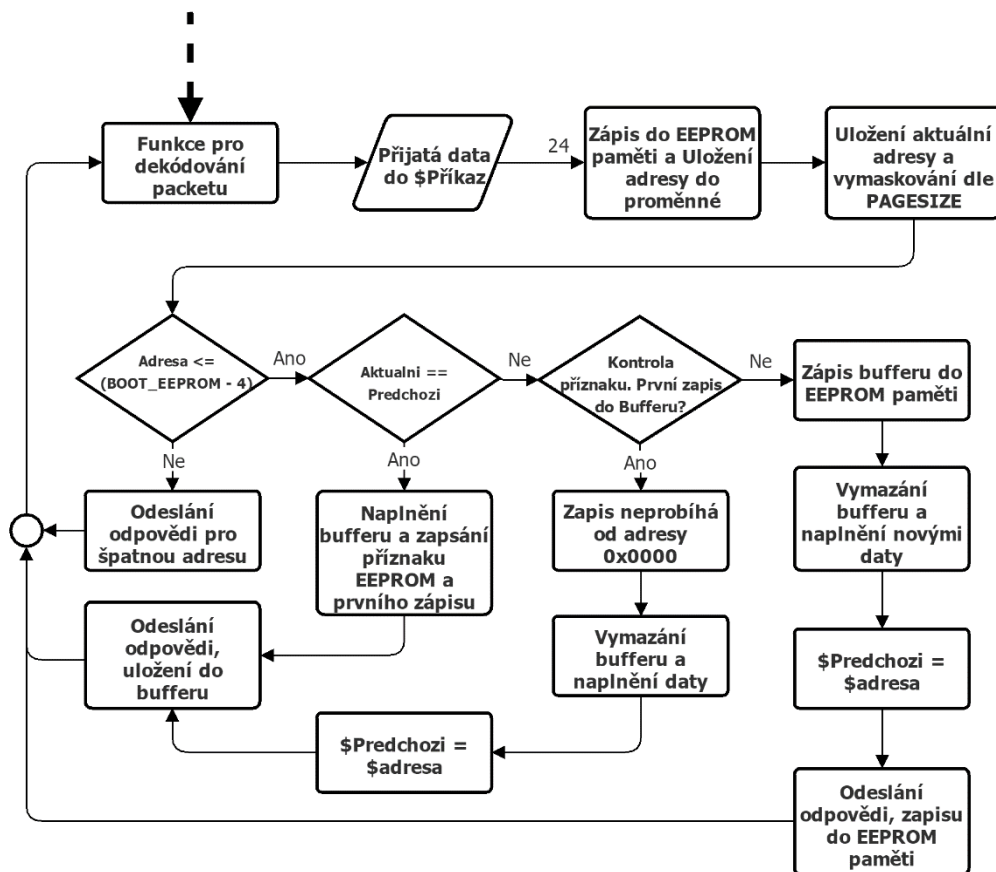 Funkce pro
dekódování
packetu
Přijatá data
do $Příkaz
24
Zápis do EEPROM
paměti a Uložení
adresy do
proměnné
Uložení aktuální
adresy a
vymaskování dle
PAGESIZE
Adresa <=
(BOOT_EEPROM - 4)
Ano
Aktualni ==
Predchozi
Ne
Kontrola
příznaku. První zapis
do Bufferu?
Ne
Zápis bufferu do
EEPROM paměti
Ne
Ano
Ano
Odeslání
odpovědi pro
špatnou adresu
Naplnění
bufferu a zapsání
příznaku
EEPROM a
prvního zápisu
Zapis neprobíhá
od adresy
0x0000
Vymazání
bufferu a
naplnění novými
daty
Odeslání
odpovědi,
uložení do
bufferu
Vymazání
bufferu a
naplnění daty
$Predchozi =
$adresa
$Predchozi =
$adresa
Odeslání
odpovědi, zapisu
do EEPROM
paměti